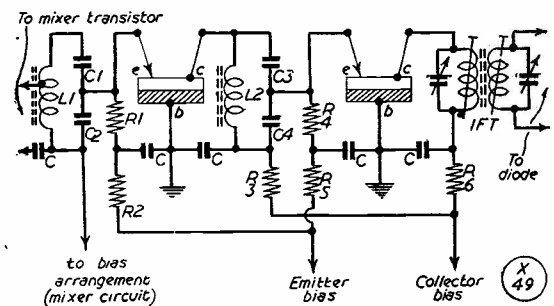 To mixer transistor
C1
e
c
L2
C3
e
c
L1
C2
R1
b
C4
R
4
b
IFT
C
C
C
C
C
To
diode
R2
R
3
R
5
R
6
to bias
arrangement
(mixer circuit)
Emitter
bias
Collector
bias
X
49